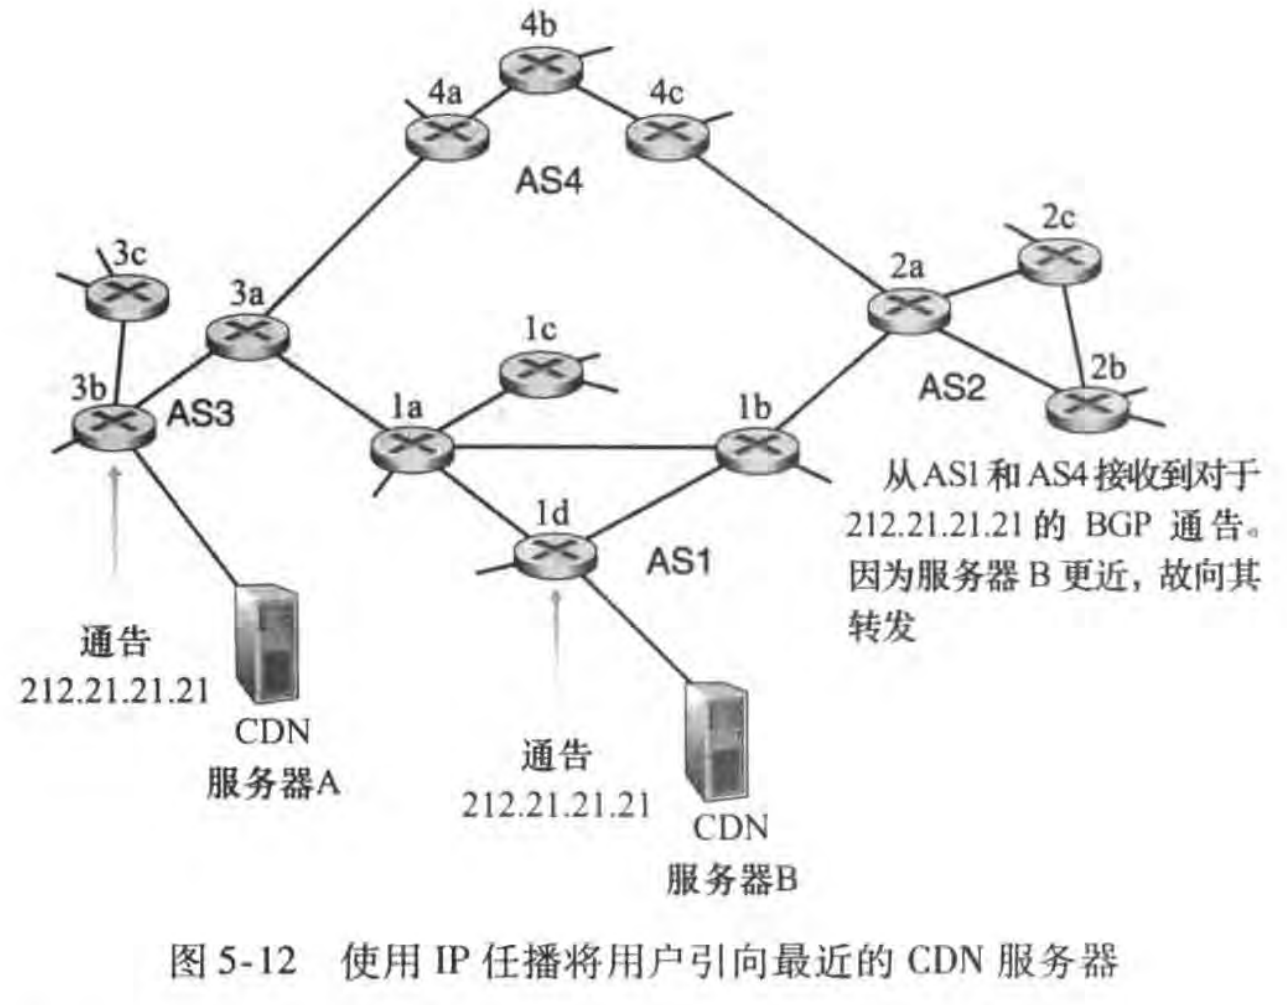 4b
4a
4c
AS4
3c
2c
3a
2a
1c
3b
2b
AS3
1a
1b
AS2
1d
AS1
从AS1和AS4接收到对于
212.21.21.21的 BGP 通告。
因为服务器 B 更近，故向其
转发
通告
212.21.21.21
CDN
服务器A
通告
212.21.21.21
CDN
服务器B
图 5-12 使用 IP 任播将用户引向最近的 CDN 服务器